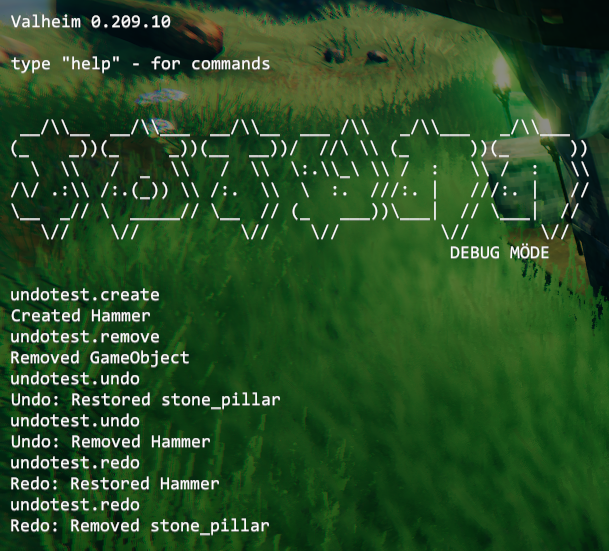 Valheim 0.209.10
type "help" - for commands
DEBUG MÖDE
undotest.create
Created Hammer
undotest.remove
Removed GameObject
undotest.undo
Undo: Restored stone_pillar
undotest.undo
Undo: Removed Hammer
undotest.redo
Redo: Restored Hammer
undotest.redo
Redo: Removed stone_pillar